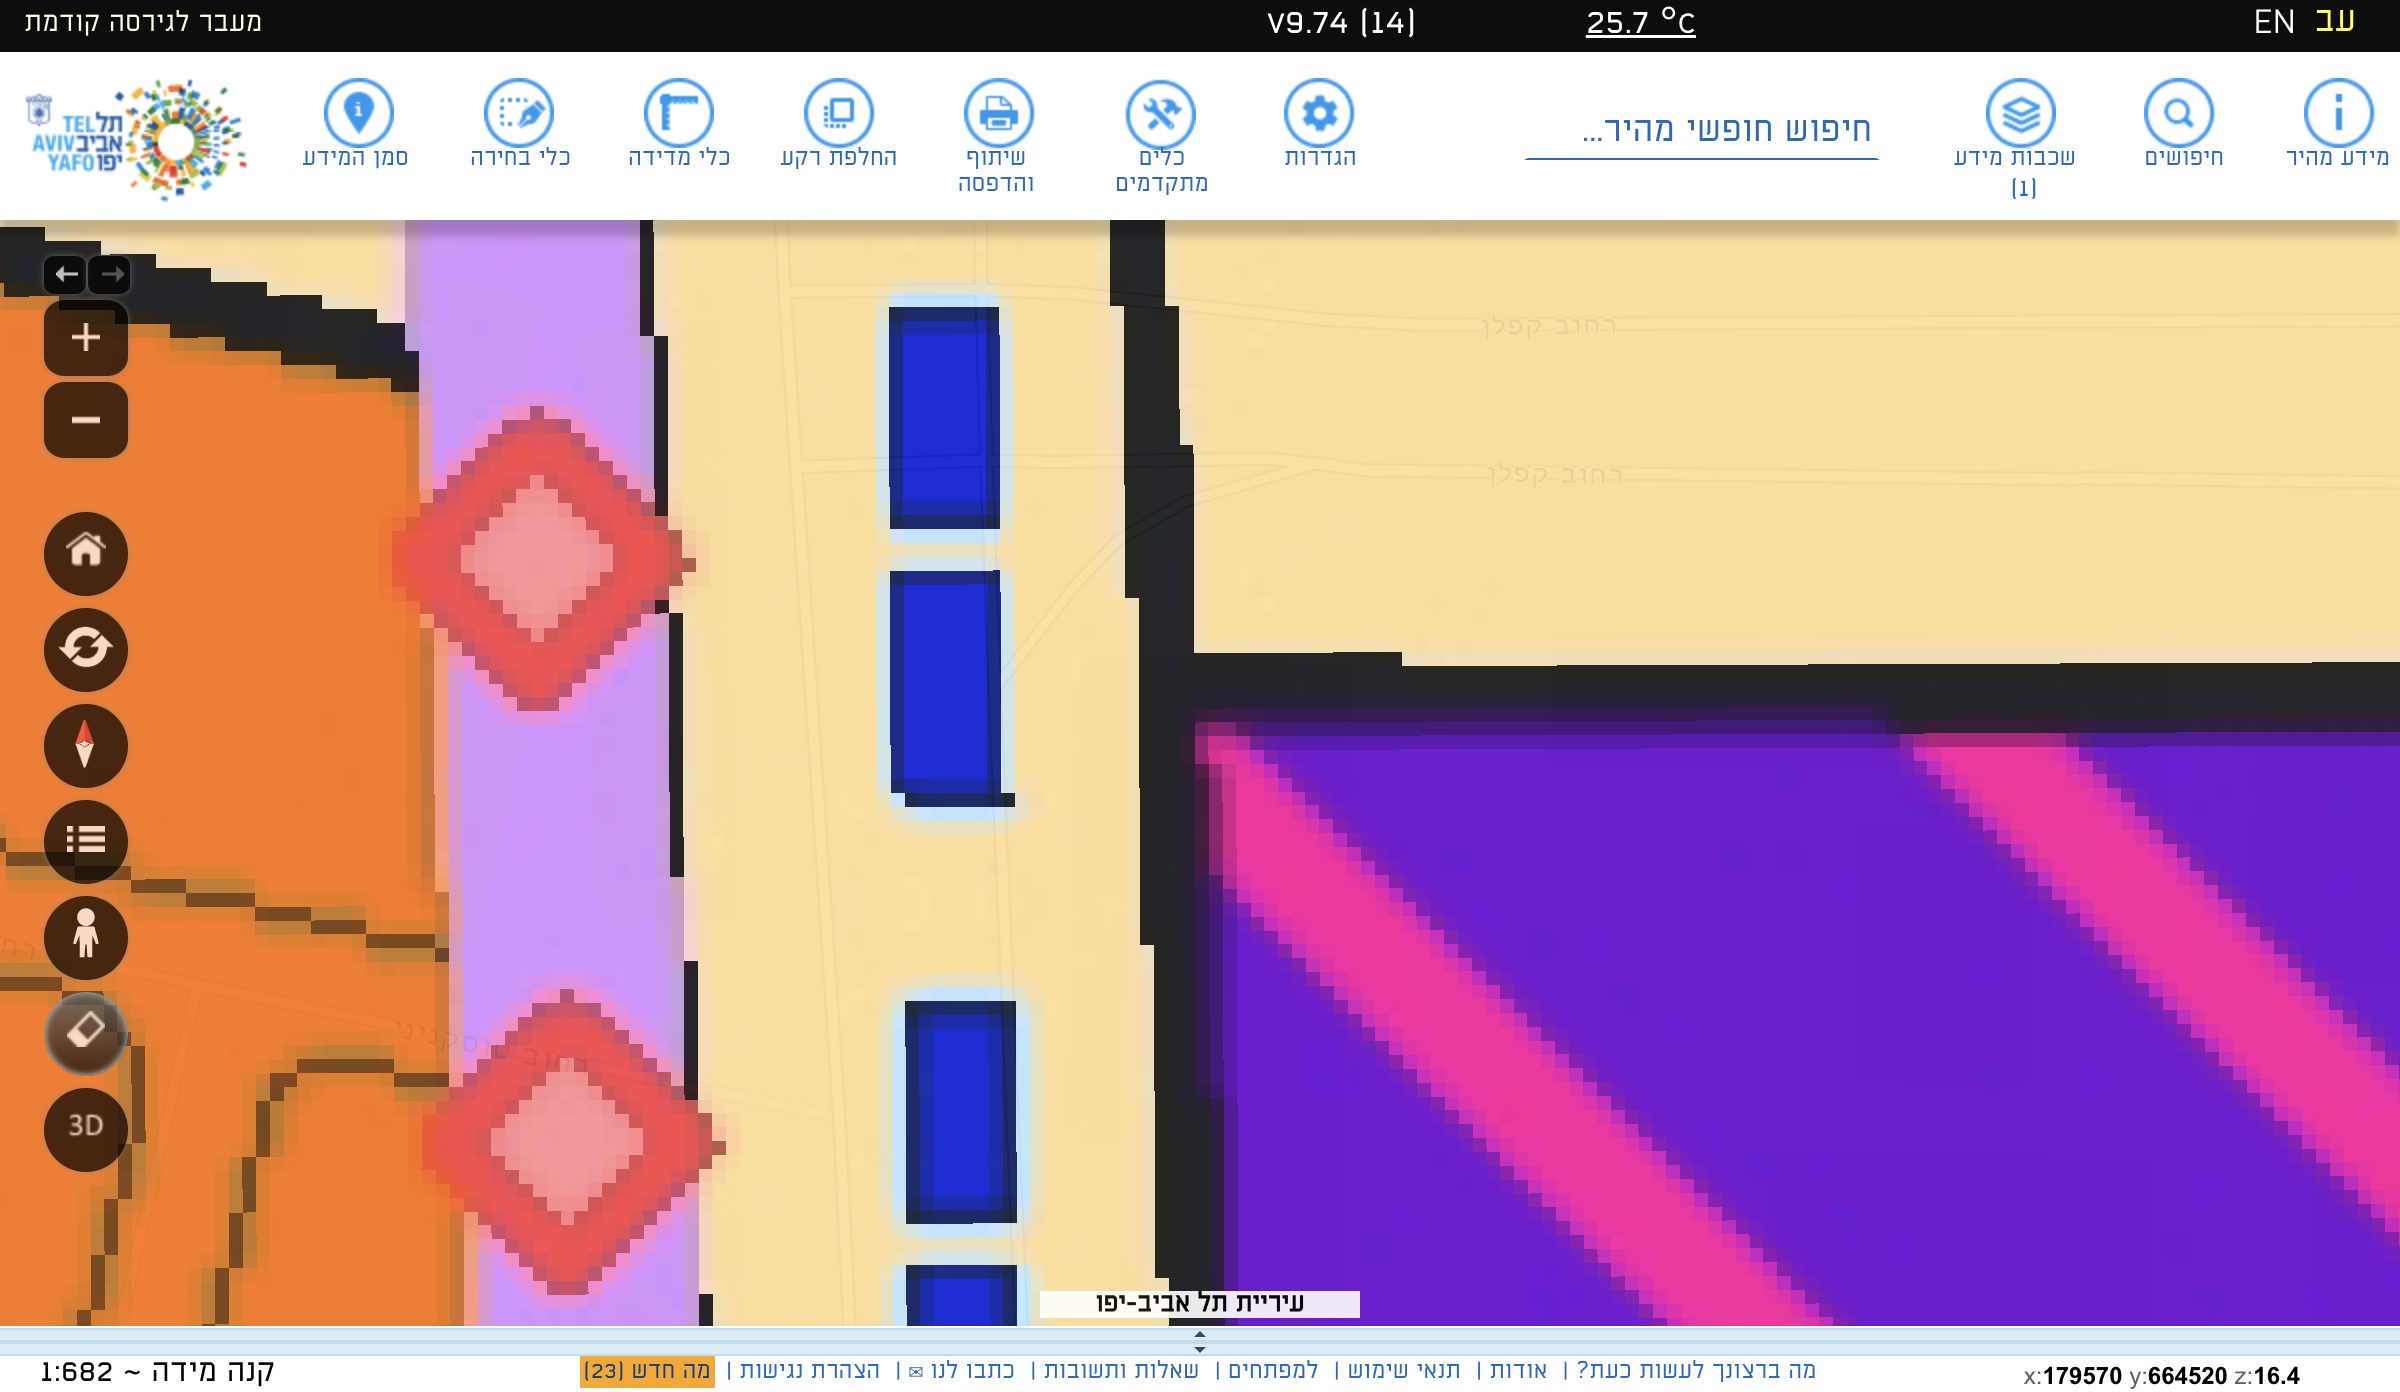 עב EN
25.7 °C
V9.74 (14)
מעבר לגירסה קודמת
מידע מהיר
חיפושים
שכבות מידע
(1)
חיפוש חופשי מהיר...
הגדרות
כלים
מתקדמים
שיתוף
והדפסה
החלפת רקע
כלי מדידה
כלי בחירה
סמן המידע
תל TEL
אביב AVIV
יפו YAFO
רחוב קפלן
רחוב קפלן
רחוב טוסקניני
3D
עיריית תל אביב-יפו
x:179570 y:664520 z:16.4
מה ברצונך לעשות כעת? | אודות | תנאי שימוש | למפתחים | שאלות ותשובות | כתבו לנו ✉ | הצהרת נגישות | מה חדש (23)
קנה מידה ~ 1:682